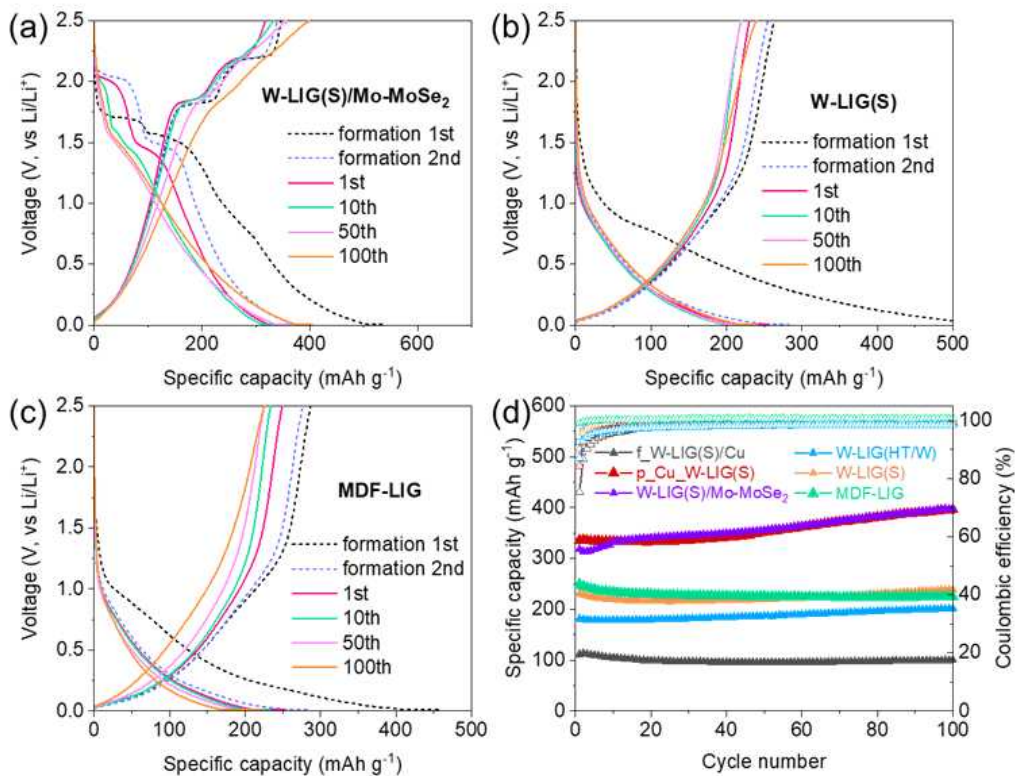 (a)
W-LIG(S)/Mo-MoSe₂
formation 1st
formation 2nd
1st
10th
50th
100th
2.5
2.0
1.5
1.0
0.5
0.0
Voltage (V, vs Li/Li⁺)
0 200 400 600
Specific capacity (mAh g⁻¹)
(b)
W-LIG(S)
formation 1st
formation 2nd
1st
10th
50th
100th
2.5
2.0
1.5
1.0
0.5
0.0
Voltage (V, vs Li/Li⁺)
0 100 200 300 400 500
Specific capacity (mAh g⁻¹)
(c)
MDF-LIG
formation 1st
formation 2nd
1st
10th
50th
100th
2.5
2.0
1.5
1.0
0.5
0.0
Voltage (V, vs Li/Li⁺)
0 100 200 300 400 500
Specific capacity (mAh g⁻¹)
(d)
f_W-LIG(S)/Cu W-LIG(HT/W)
p_Cu_W-LIG(S) W-LIG(S)
W-LIG(S)/Mo-MoSe₂ MDF-LIG
600
500
400
300
200
100
0
Specific capacity (mAh g⁻¹)
100
80
60
40
20
0
Coulombic efficiency (%)
0 20 40 60 80 100
Cycle number